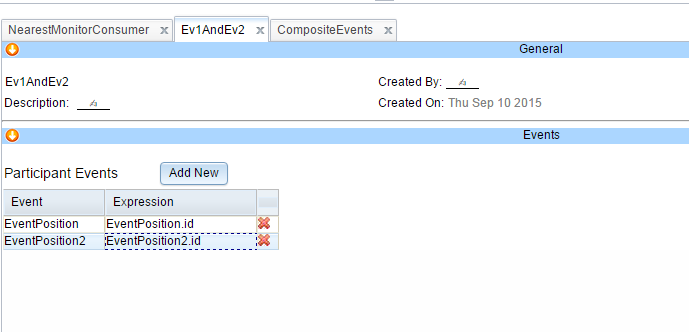 NearestMonitorConsumer x Ev1AndEv2 x CompositeEvents x
General
Ev1AndEv2 Created By:
Description: Created On: Thu Sep 10 2015
Events
Participant Events Add New
Event Expression
EventPosition EventPosition.id
EventPosition2 EventPosition2.id